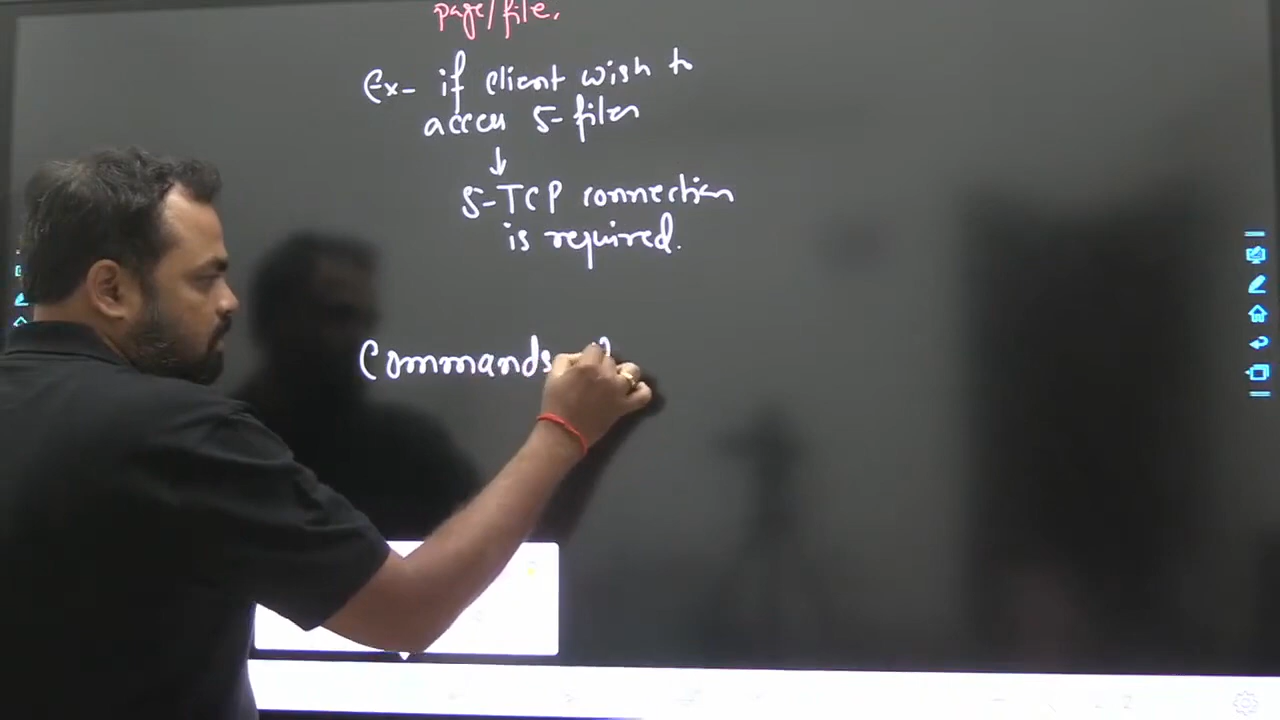 page/file.
Ex- if client wish to
access 5-files
↓
5-TCP connection
is required.
Commands